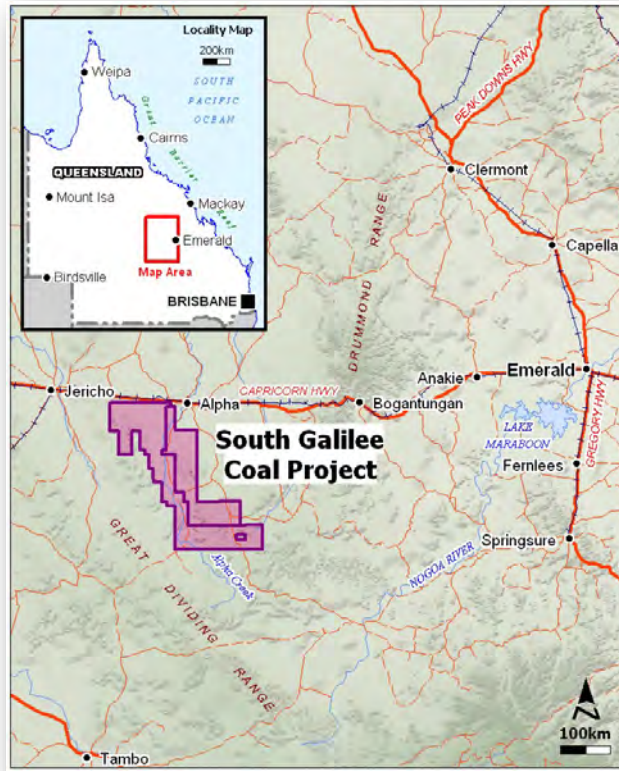 Locality Map
200km
SOUTH
PACIFIC
OCEAN
Weipa
Great Barrier Reef
Cairns
QUEENSLAND
Mount Isa
Mackay
Emerald
Map Area
Birdsville
BRISBANE
PEAK DOWNS HWY
Clermont
DRUMMOND RANGE
Capella
Jericho
Alpha
CAPRICORN HWY
Bogantungan
Anakie
Emerald
GREGORY HWY
LAKE
MARABOON
Fernlees
South Galilee
Coal Project
Springsure
NOGOA RIVER
Alpha Creek
GREAT DIVIDING RANGE
Tambo
100km